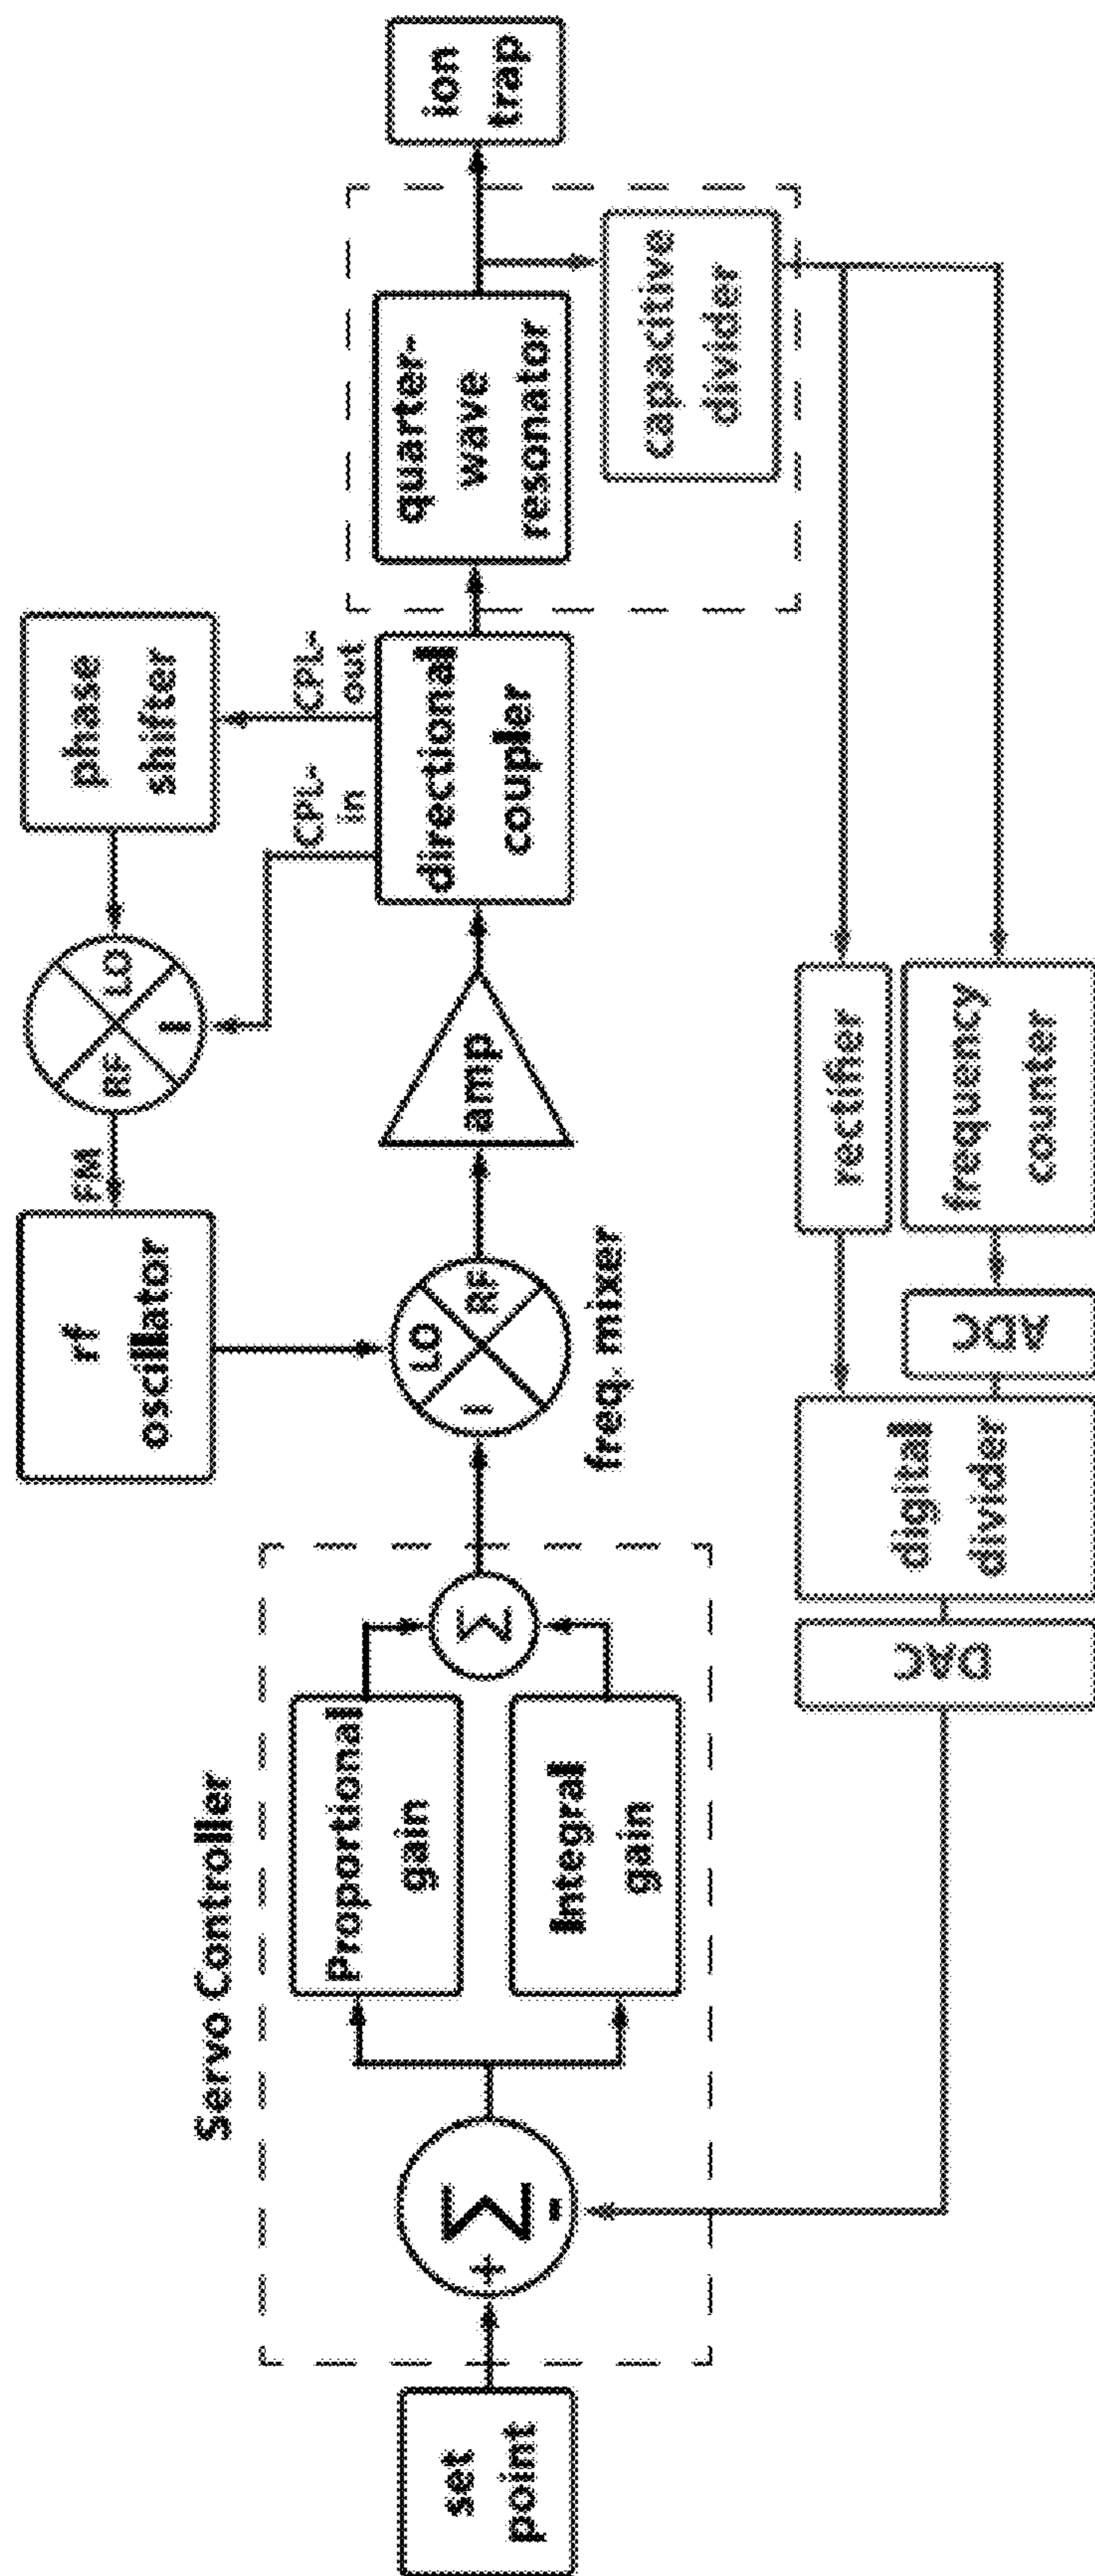 Servo Controller
set
point
+
Σ
-
Proportional
gain
Integral
gain
Σ
rf
oscillator
FM
RF
LO
I
phase
shifter
CPL-
in
CPL-
out
I
LO
RF
freq. mixer
amp
directional
coupler
quarter-
wave
resonator
ion
trap
capacitive
divider
rectifier
frequency
counter
ADC
digital
divider
DAC